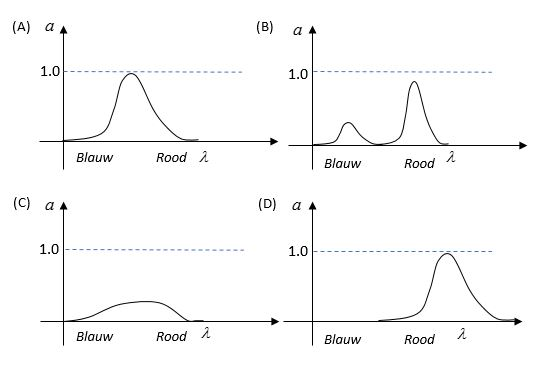 (A) a
1.0
Blauw Rood λ
(B) a
1.0
Blauw Rood λ
(C) a
1.0
Blauw Rood λ
(D) a
1.0
Blauw Rood λ